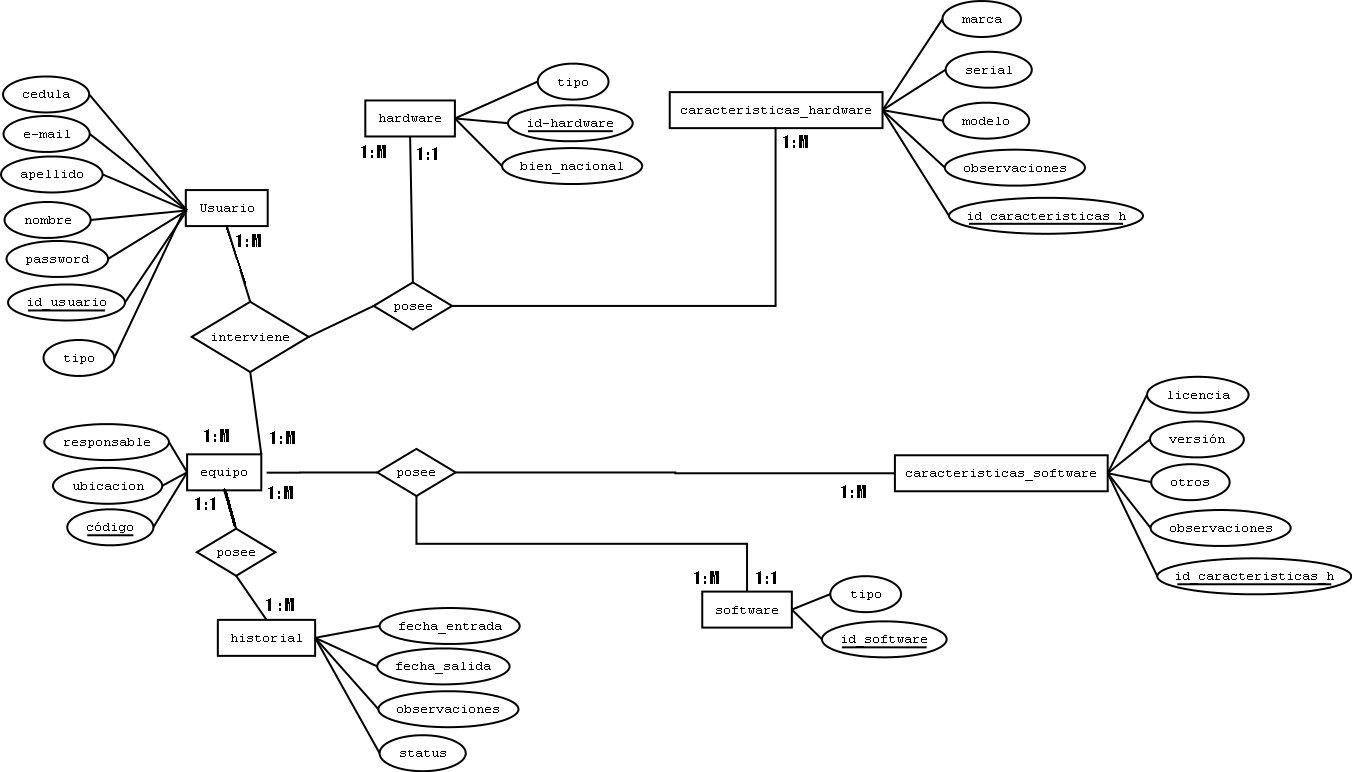 marca
serial
modelo
observaciones
id_caracteristicas_h
caracteristicas_hardware
1:M
tipo
id-hardware
bien_nacional
hardware
1:M
1:1
cedula
e-mail
apellido
nombre
password
id_usuario
tipo
Usuario
1:M
interviene
posee
responsable
ubicacion
código
1:M
1:M
equipo
1:M
1:1
posee
posee
caracteristicas_software
1:M
licencia
versión
otros
observaciones
id_caracteristicas_h
1:M
1:1
software
tipo
id_software
1:M
historial
fecha_entrada
fecha_salida
observaciones
status